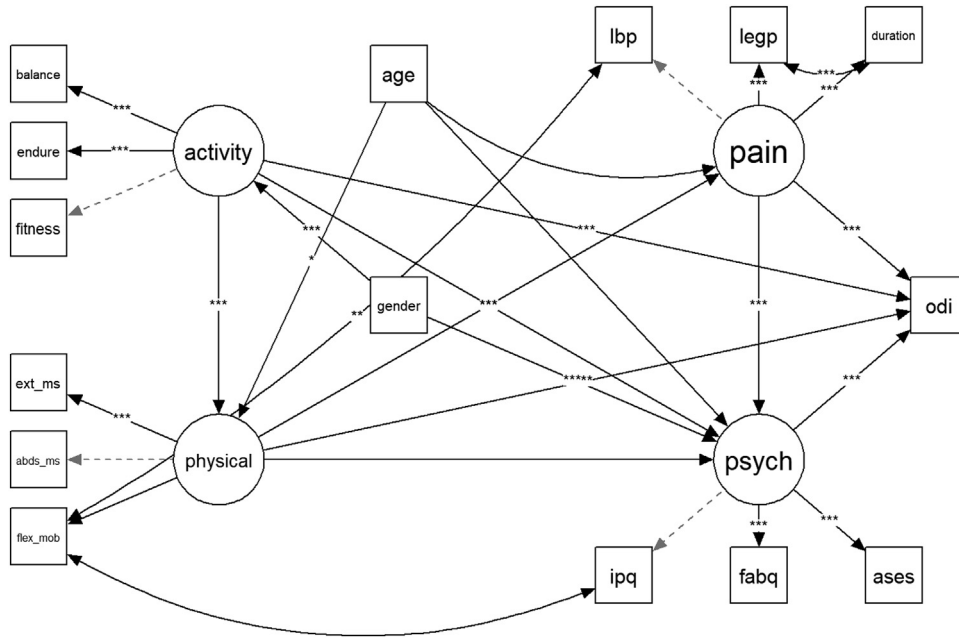 lbp
legp
duration
balance
age
***
***
***
***
endure
***
activity
pain
fitness
***
***
***
*
***
***
***
odi
gender
**
ext_ms
***
*****
***
abds_ms
physical
psych
flex_mob
***
***
ipq
fabq
ases